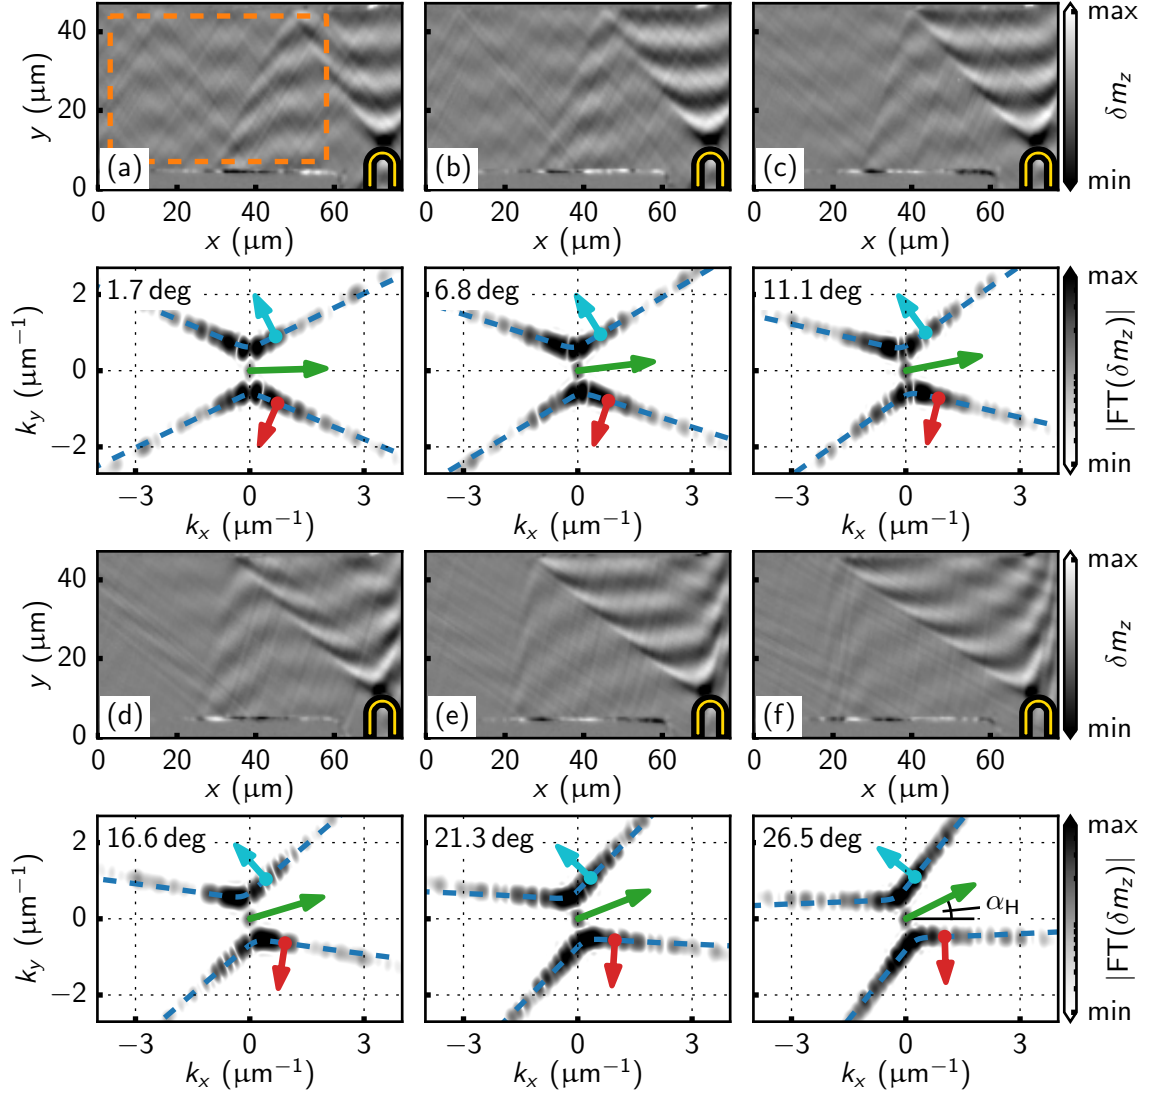 40
20
0
y (μm)
(a)
(b)
(c)
0 20 40 60
0 20 40 60
0 20 40 60
x (μm)
x (μm)
x (μm)
max
δm_z
min
2
0
−2
k_y (μm⁻¹)
1.7 deg
6.8 deg
11.1 deg
−3 0 3
−3 0 3
−3 0 3
k_x (μm⁻¹)
k_x (μm⁻¹)
k_x (μm⁻¹)
max
|FT(δm_z)|
min
40
20
0
y (μm)
(d)
(e)
(f)
0 20 40 60
0 20 40 60
0 20 40 60
x (μm)
x (μm)
x (μm)
max
δm_z
min
2
0
−2
k_y (μm⁻¹)
16.6 deg
21.3 deg
26.5 deg
α_H
−3 0 3
−3 0 3
−3 0 3
k_x (μm⁻¹)
k_x (μm⁻¹)
k_x (μm⁻¹)
max
|FT(δm_z)|
min